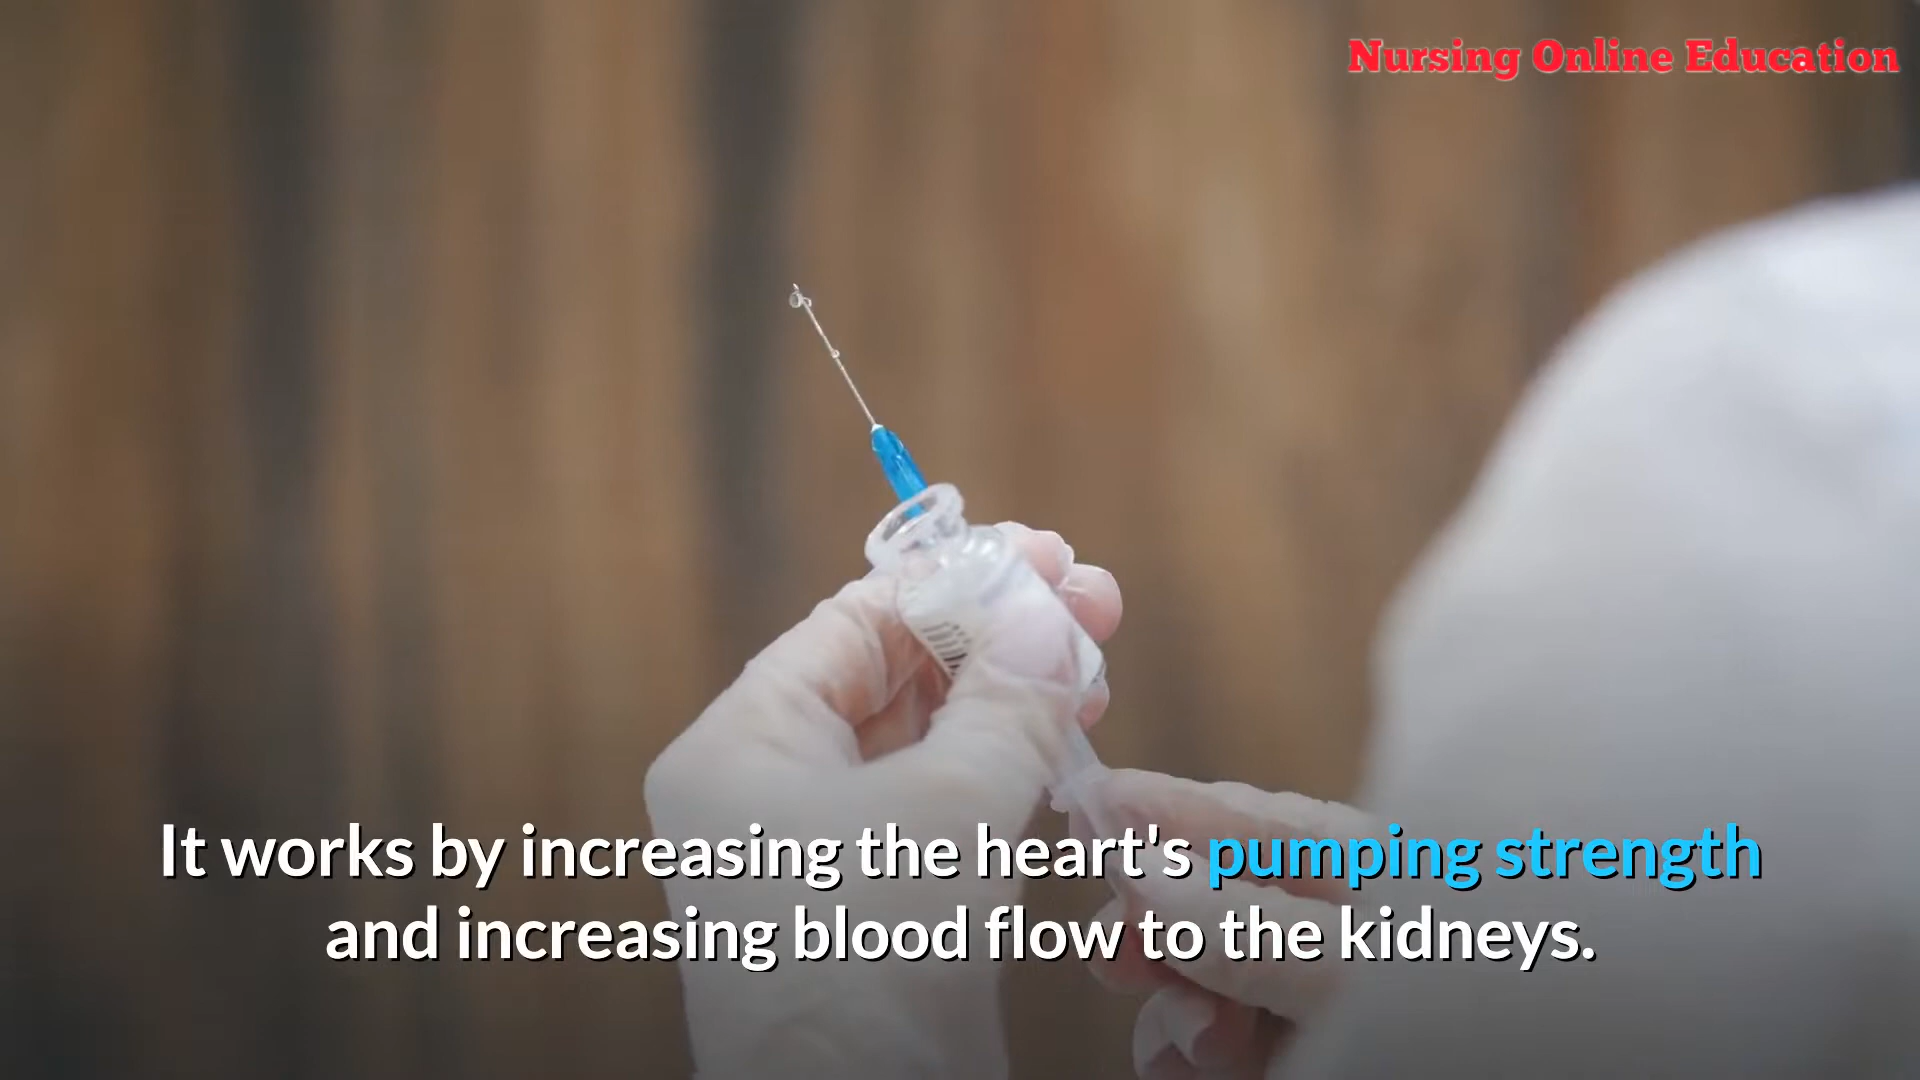 Nursing Online Education
It works by increasing the heart's pumping strength
and increasing blood flow to the kidneys.